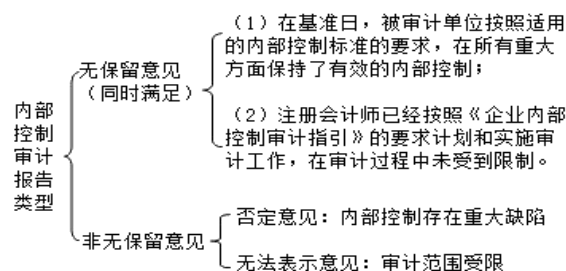 内部
控制
审计
报告
类型
无保留意见
（同时满足）
（1）在基准日，被审计单位按照适用
的内部控制标准的要求，在所有重大
方面保持了有效的内部控制；
（2）注册会计师已经按照《企业内部
控制审计指引》的要求计划和实施审
计工作，在审计过程中未受到限制。
非无保留意见
否定意见：内部控制存在重大缺陷
无法表示意见：审计范围受限